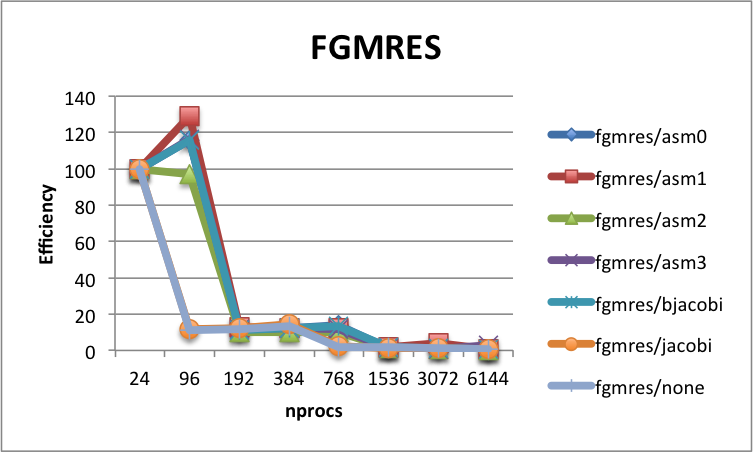 FGMRES
140
120
100
80
60
40
20
0
Efficiency
24 96 192 384 768 1536 3072 6144
nprocs
fgmres/asm0
fgmres/asm1
fgmres/asm2
fgmres/asm3
fgmres/bjacobi
fgmres/jacobi
fgmres/none